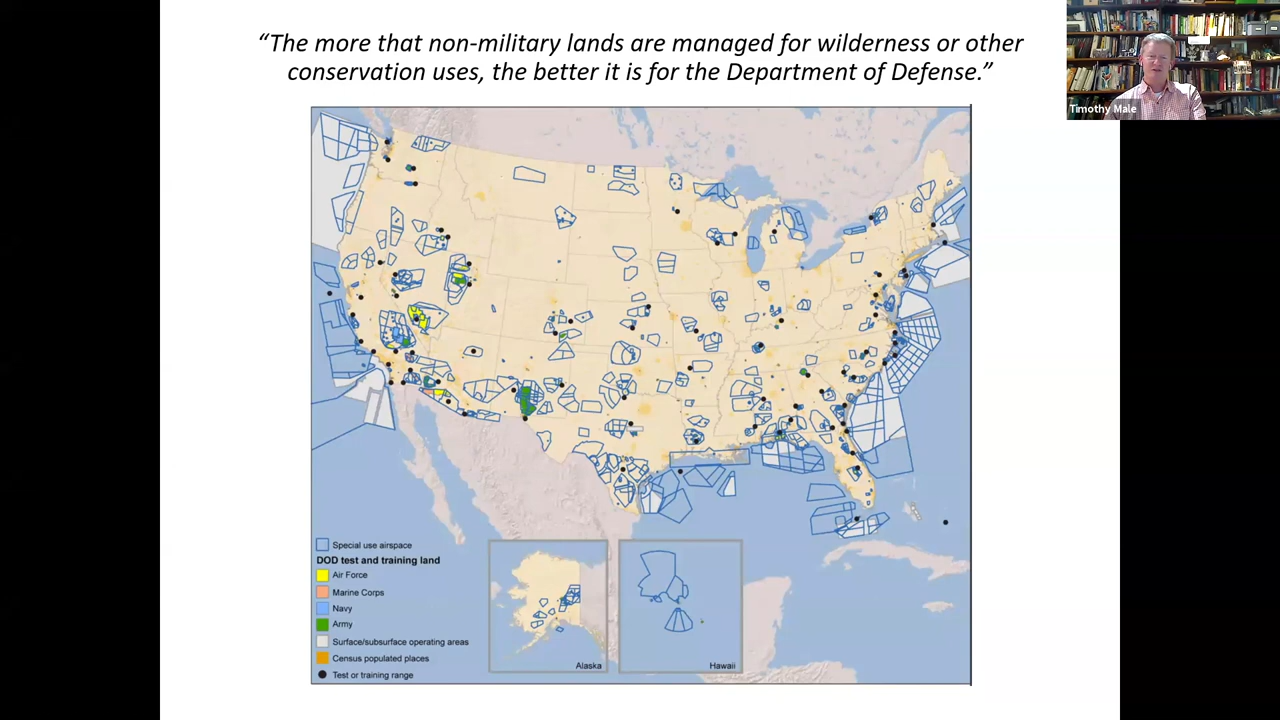 “The more that non-military lands are managed for wilderness or other
conservation uses, the better it is for the Department of Defense.”
Timothy Male
Special use airspace
DOD test and training land
Air Force
Marine Corps
Navy
Army
Surface/subsurface operating areas
Census populated places
Test or training range
Alaska
Hawaii